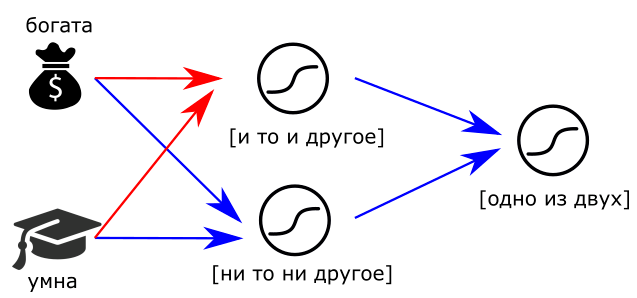 богата
$
[и то и другое]
[одно из двух]
[ни то ни другое]
умна